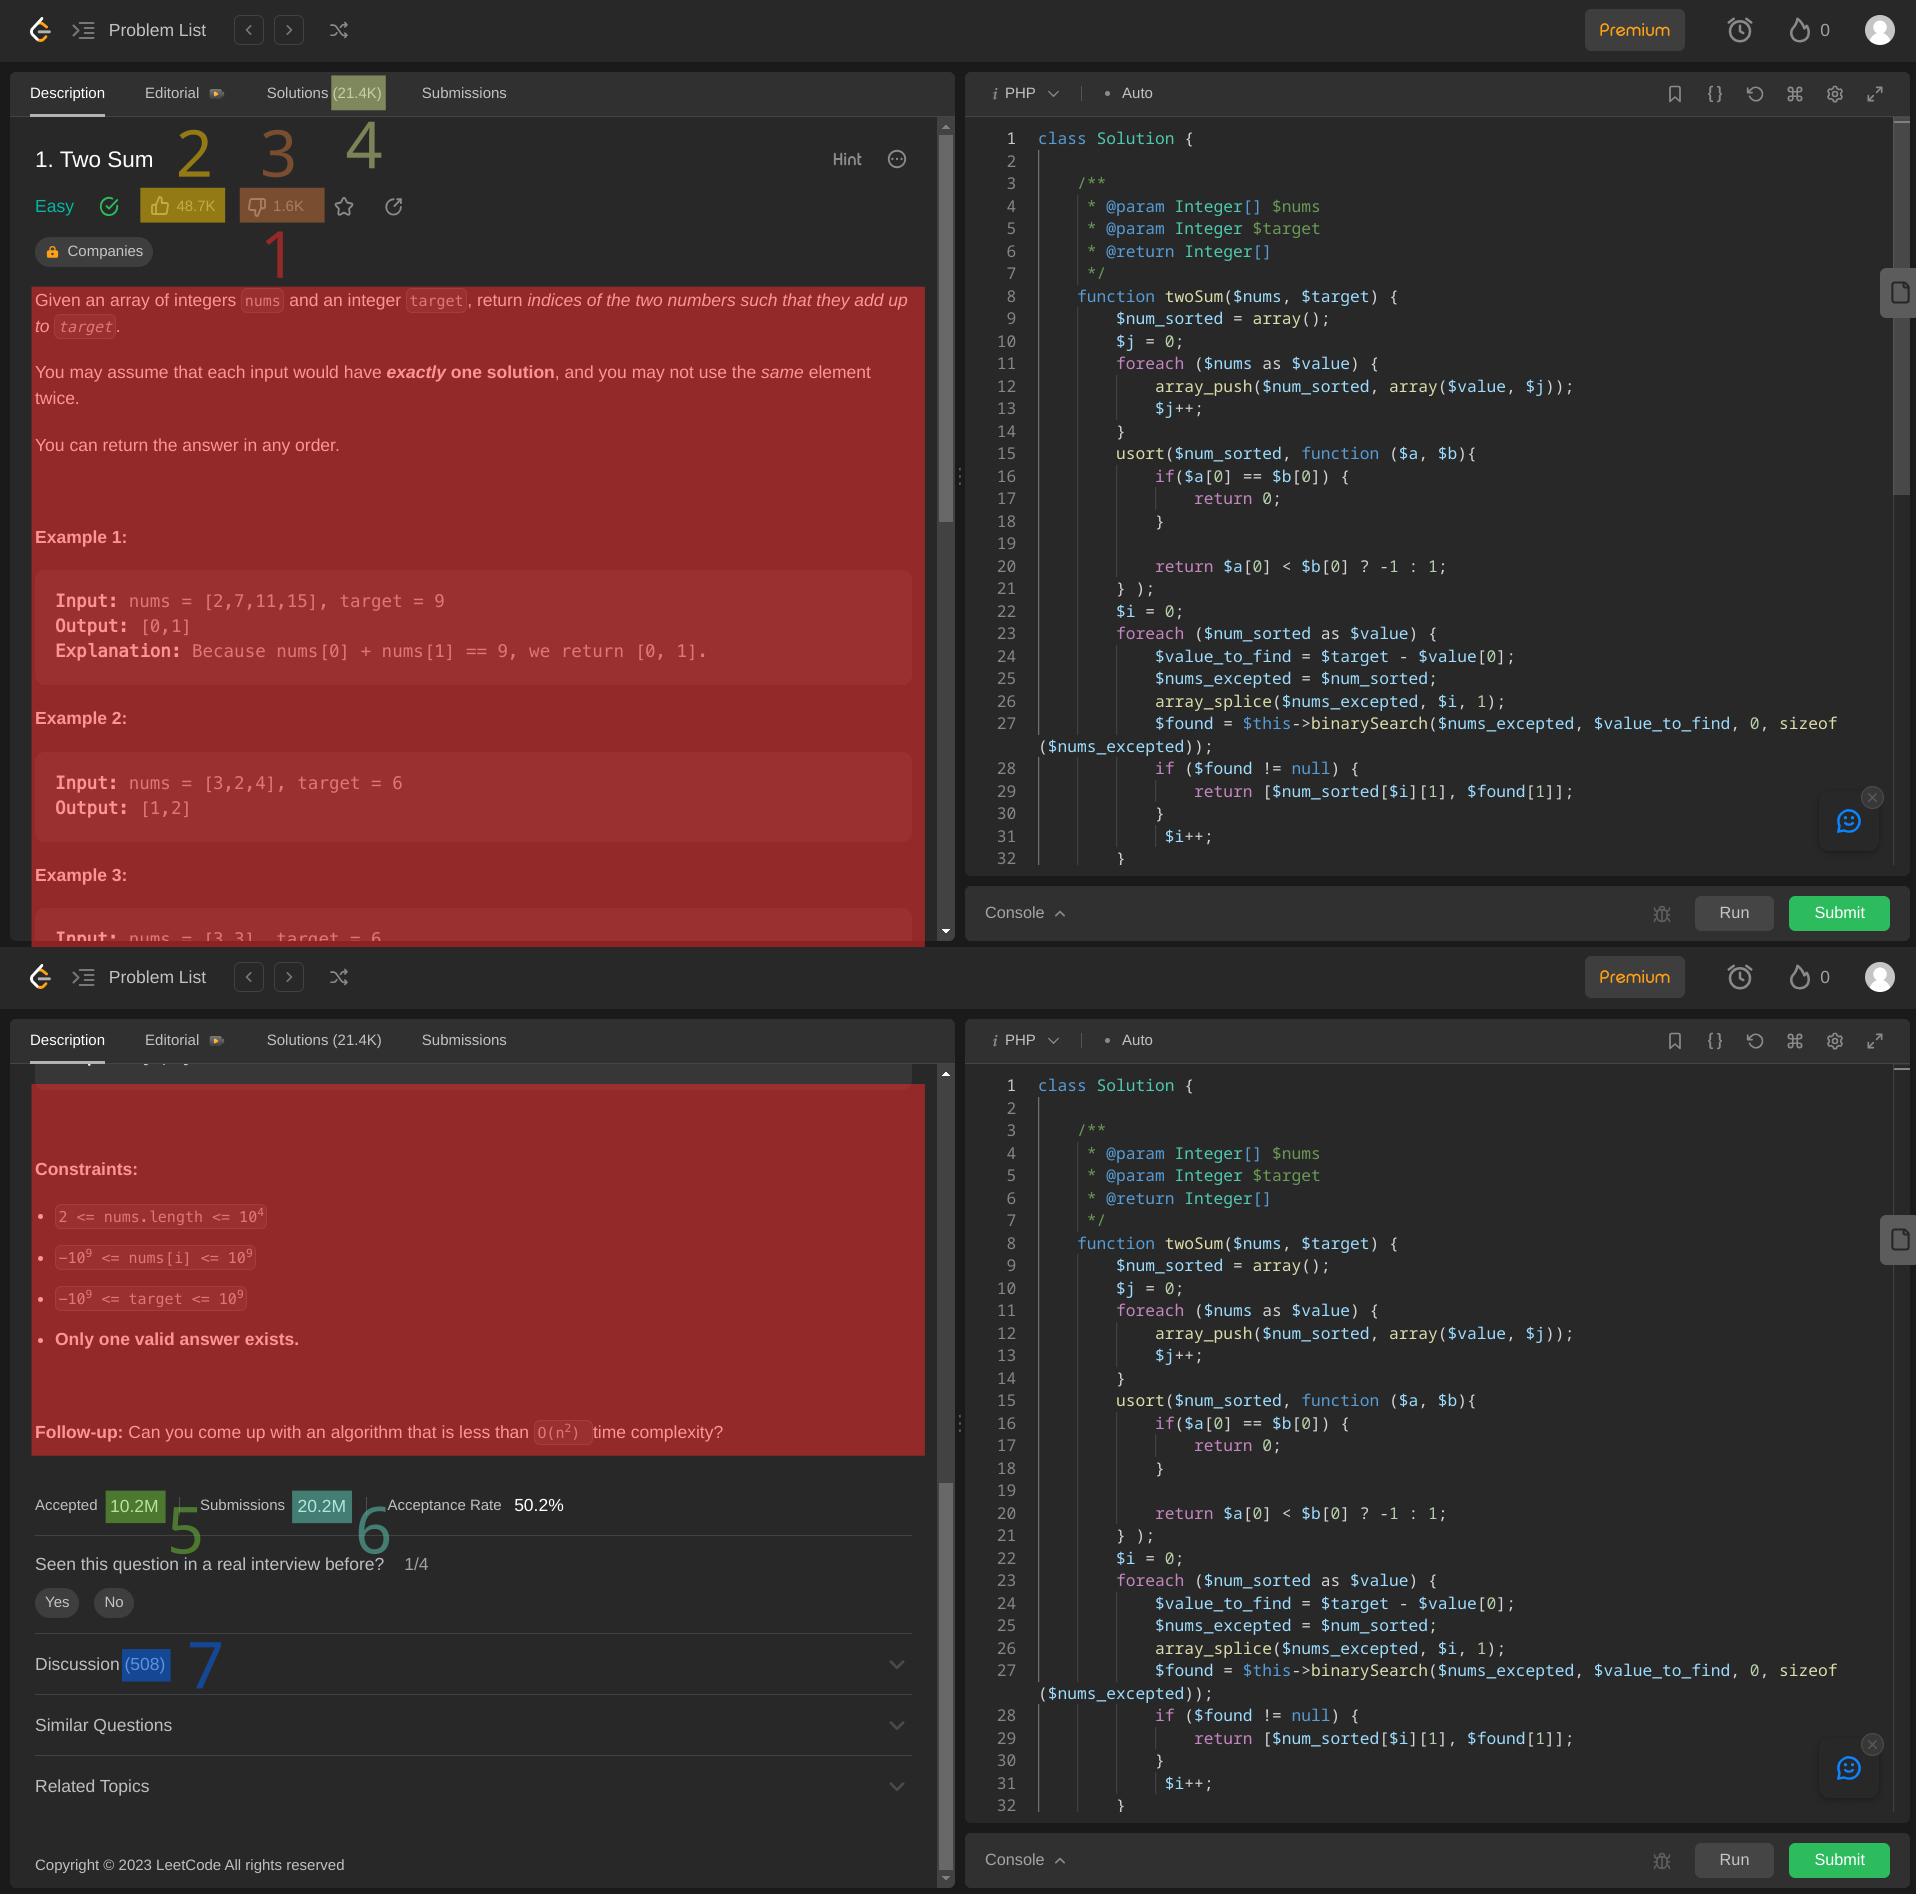 Problem List
Premium
0
Description Editorial Solutions (21.4K) Submissions
1. Two Sum
2 3 4
Hint
Easy
48.7K
1.6K
1
Companies
Given an array of integers nums and an integer target, return indices of the two numbers such that they add up
to target.
You may assume that each input would have exactly one solution, and you may not use the same element
twice.
You can return the answer in any order.
Example 1:
Input: nums = [2,7,11,15], target = 9
Output: [0,1]
Explanation: Because nums[0] + nums[1] == 9, we return [0, 1].
Example 2:
Input: nums = [3,2,4], target = 6
Output: [1,2]
Example 3:
Input: nums = [3,3], target = 6
i PHP Auto
1 class Solution {
2
3 /**
4 * @param Integer[] $nums
5 * @param Integer $target
6 * @return Integer[]
7 */
8 function twoSum($nums, $target) {
9 $num_sorted = array();
10 $j = 0;
11 foreach ($nums as $value) {
12 array_push($num_sorted, array($value, $j));
13 $j++;
14 }
15 usort($num_sorted, function ($a, $b){
16 if($a[0] == $b[0]) {
17 return 0;
18 }
19
20 return $a[0] < $b[0] ? -1 : 1;
21 } );
22 $i = 0;
23 foreach ($num_sorted as $value) {
24 $value_to_find = $target - $value[0];
25 $nums_excepted = $num_sorted;
26 array_splice($nums_excepted, $i, 1);
27 $found = $this->binarySearch($nums_excepted, $value_to_find, 0, sizeof
($nums_excepted));
28 if ($found != null) {
29 return [$num_sorted[$i][1], $found[1]];
30 }
31 $i++;
32 }
Console
Run
Submit
Problem List
Premium
0
Description Editorial Solutions (21.4K) Submissions
Constraints:
• 2 <= nums.length <= 10⁴
• -10⁹ <= nums[i] <= 10⁹
• -10⁹ <= target <= 10⁹
• Only one valid answer exists.
Follow-up: Can you come up with an algorithm that is less than O(n²) time complexity?
Accepted 10.2M Submissions 20.2M Acceptance Rate 50.2%
5 6
Seen this question in a real interview before? 1/4
Yes No
Discussion (508) 7
Similar Questions
Related Topics
Copyright © 2023 LeetCode All rights reserved
i PHP Auto
1 class Solution {
2
3 /**
4 * @param Integer[] $nums
5 * @param Integer $target
6 * @return Integer[]
7 */
8 function twoSum($nums, $target) {
9 $num_sorted = array();
10 $j = 0;
11 foreach ($nums as $value) {
12 array_push($num_sorted, array($value, $j));
13 $j++;
14 }
15 usort($num_sorted, function ($a, $b){
16 if($a[0] == $b[0]) {
17 return 0;
18 }
19
20 return $a[0] < $b[0] ? -1 : 1;
21 } );
22 $i = 0;
23 foreach ($num_sorted as $value) {
24 $value_to_find = $target - $value[0];
25 $nums_excepted = $num_sorted;
26 array_splice($nums_excepted, $i, 1);
27 $found = $this->binarySearch($nums_excepted, $value_to_find, 0, sizeof
($nums_excepted));
28 if ($found != null) {
29 return [$num_sorted[$i][1], $found[1]];
30 }
31 $i++;
32 }
Console
Run
Submit